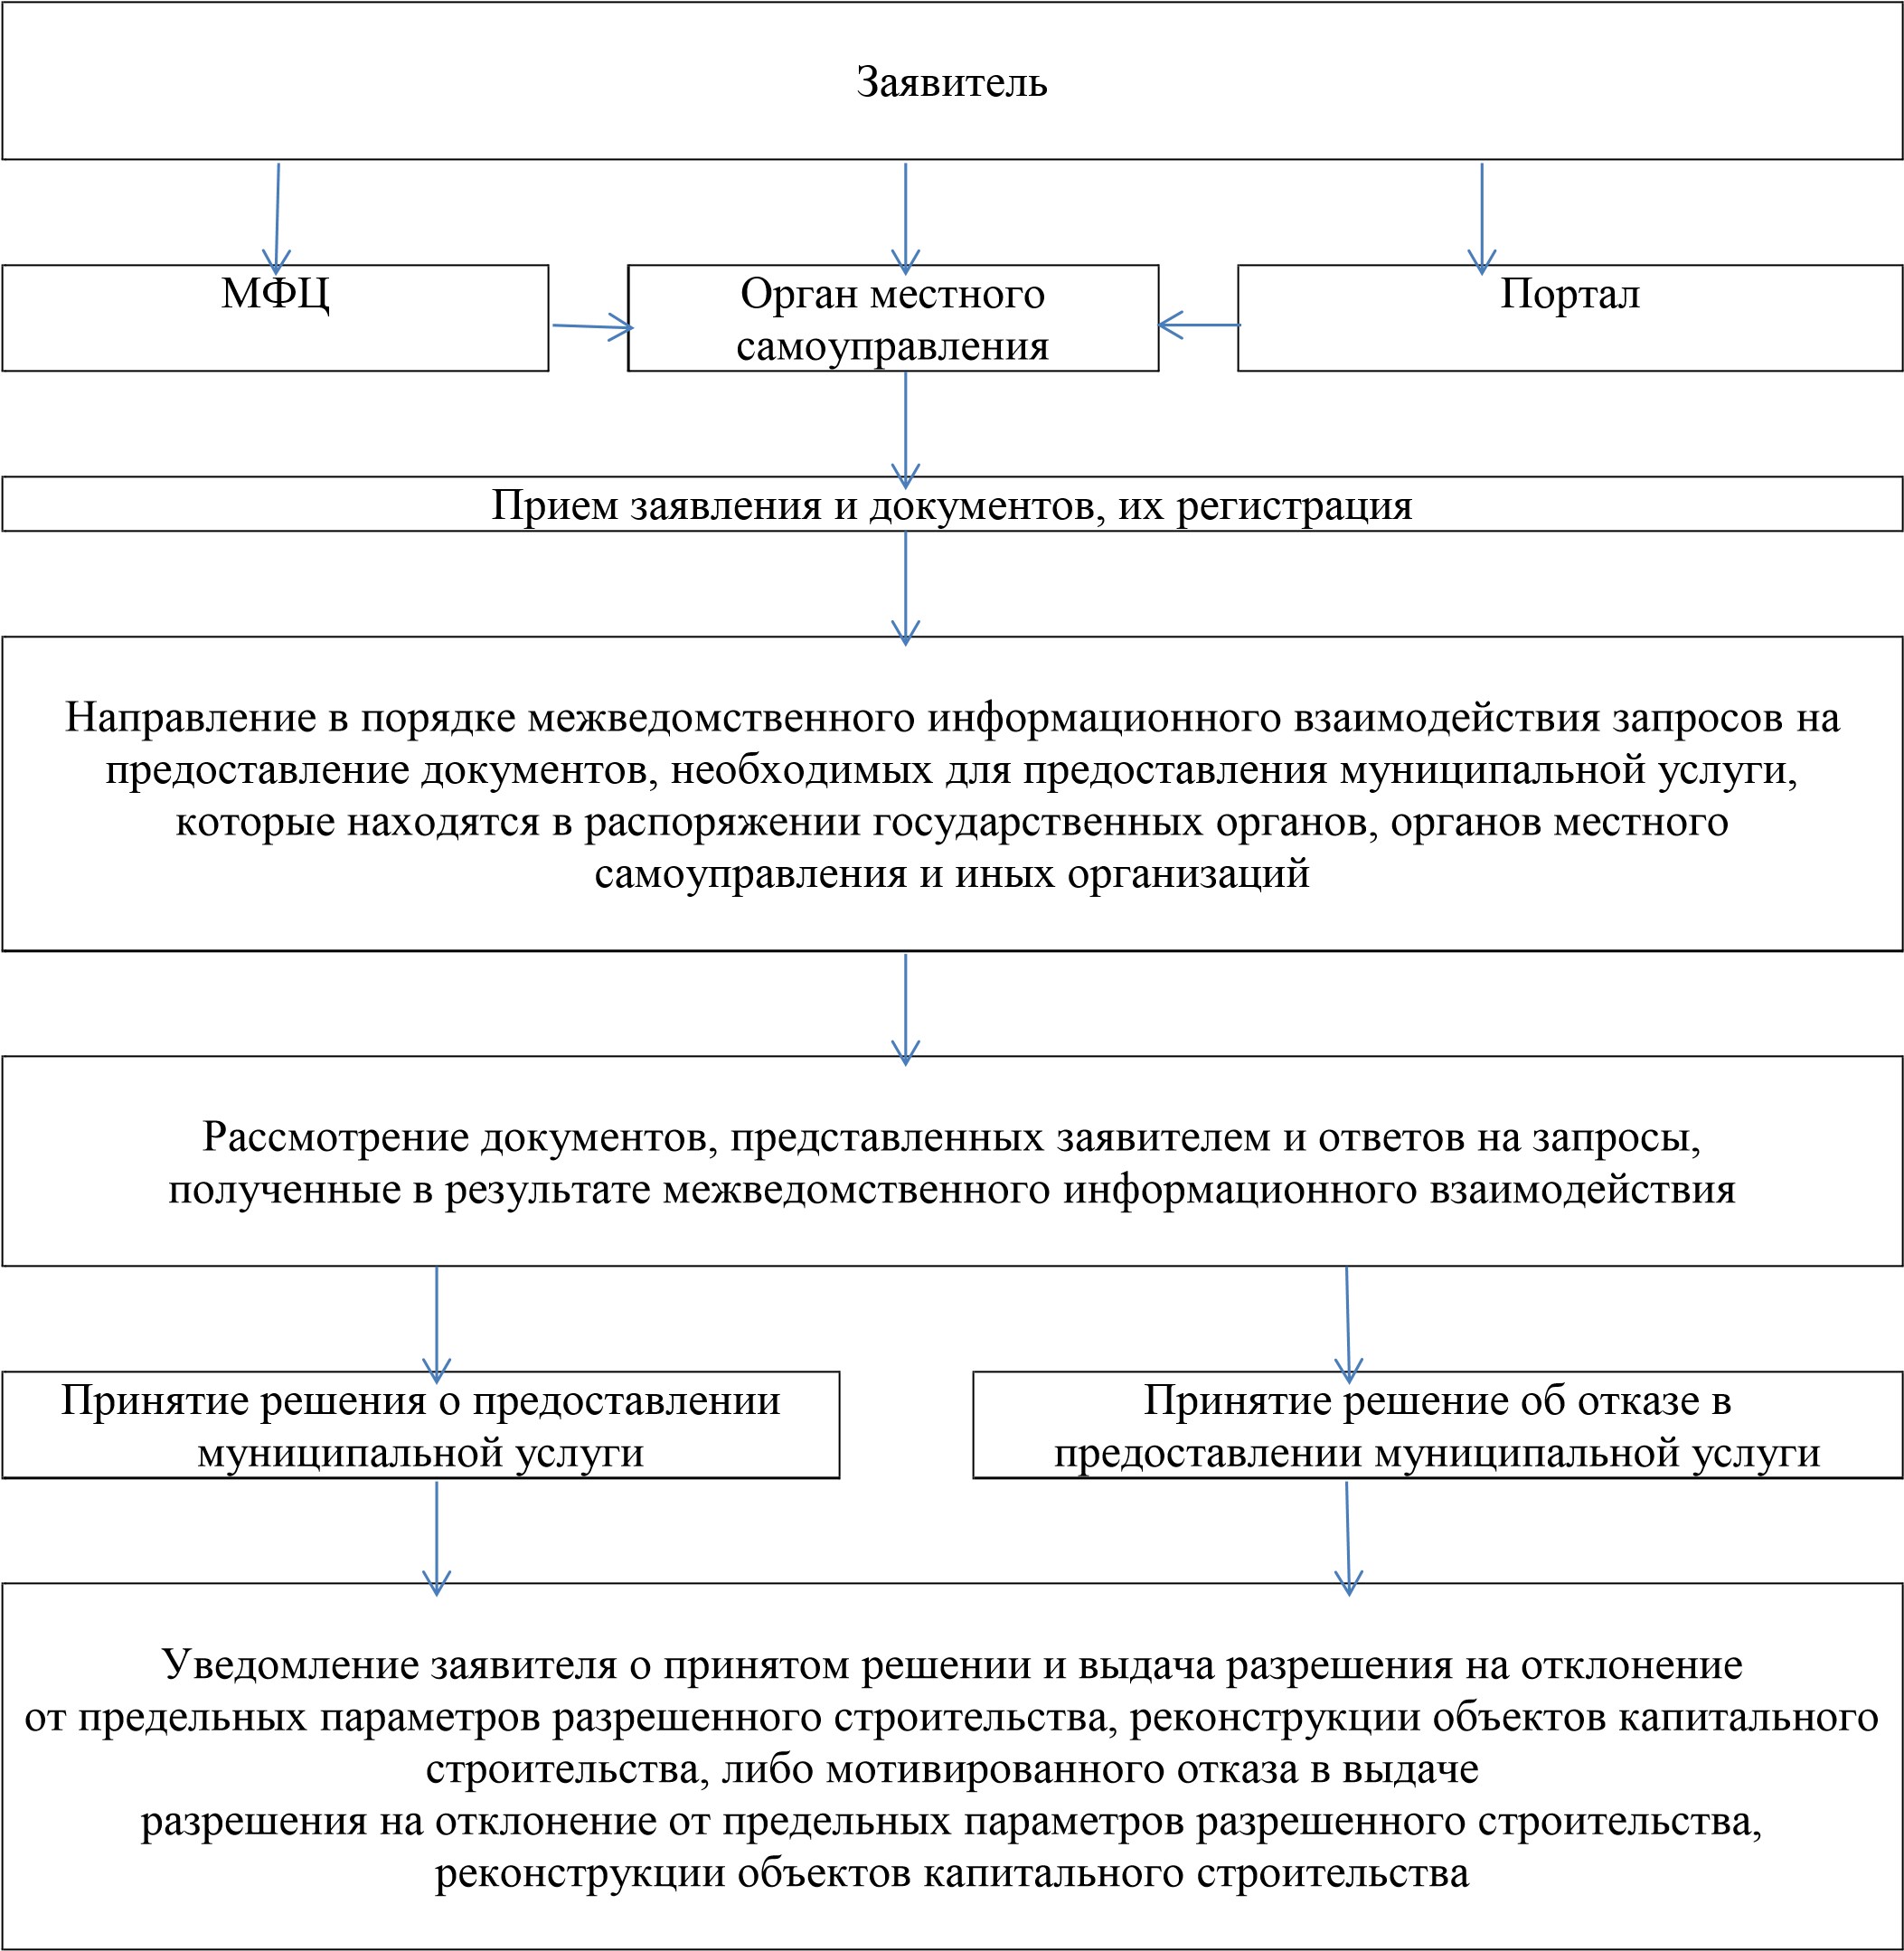 Заявитель
МФЦ
Орган местного
самоуправления
Портал
Прием заявления и документов, их регистрация
Направление в порядке межведомственного информационного взаимодействия запросов на
предоставление документов, необходимых для предоставления муниципальной услуги,
которые находятся в распоряжении государственных органов, органов местного
самоуправления и иных организаций
Рассмотрение документов, представленных заявителем и ответов на запросы,
полученные в результате межведомственного информационного взаимодействия
Принятие решения о предоставлении
муниципальной услуги
Принятие решение об отказе в
предоставлении муниципальной услуги
Уведомление заявителя о принятом решении и выдача разрешения на отклонение
от предельных параметров разрешенного строительства, реконструкции объектов капитального
строительства, либо мотивированного отказа в выдаче
разрешения на отклонение от предельных параметров разрешенного строительства,
реконструкции объектов капитального строительства